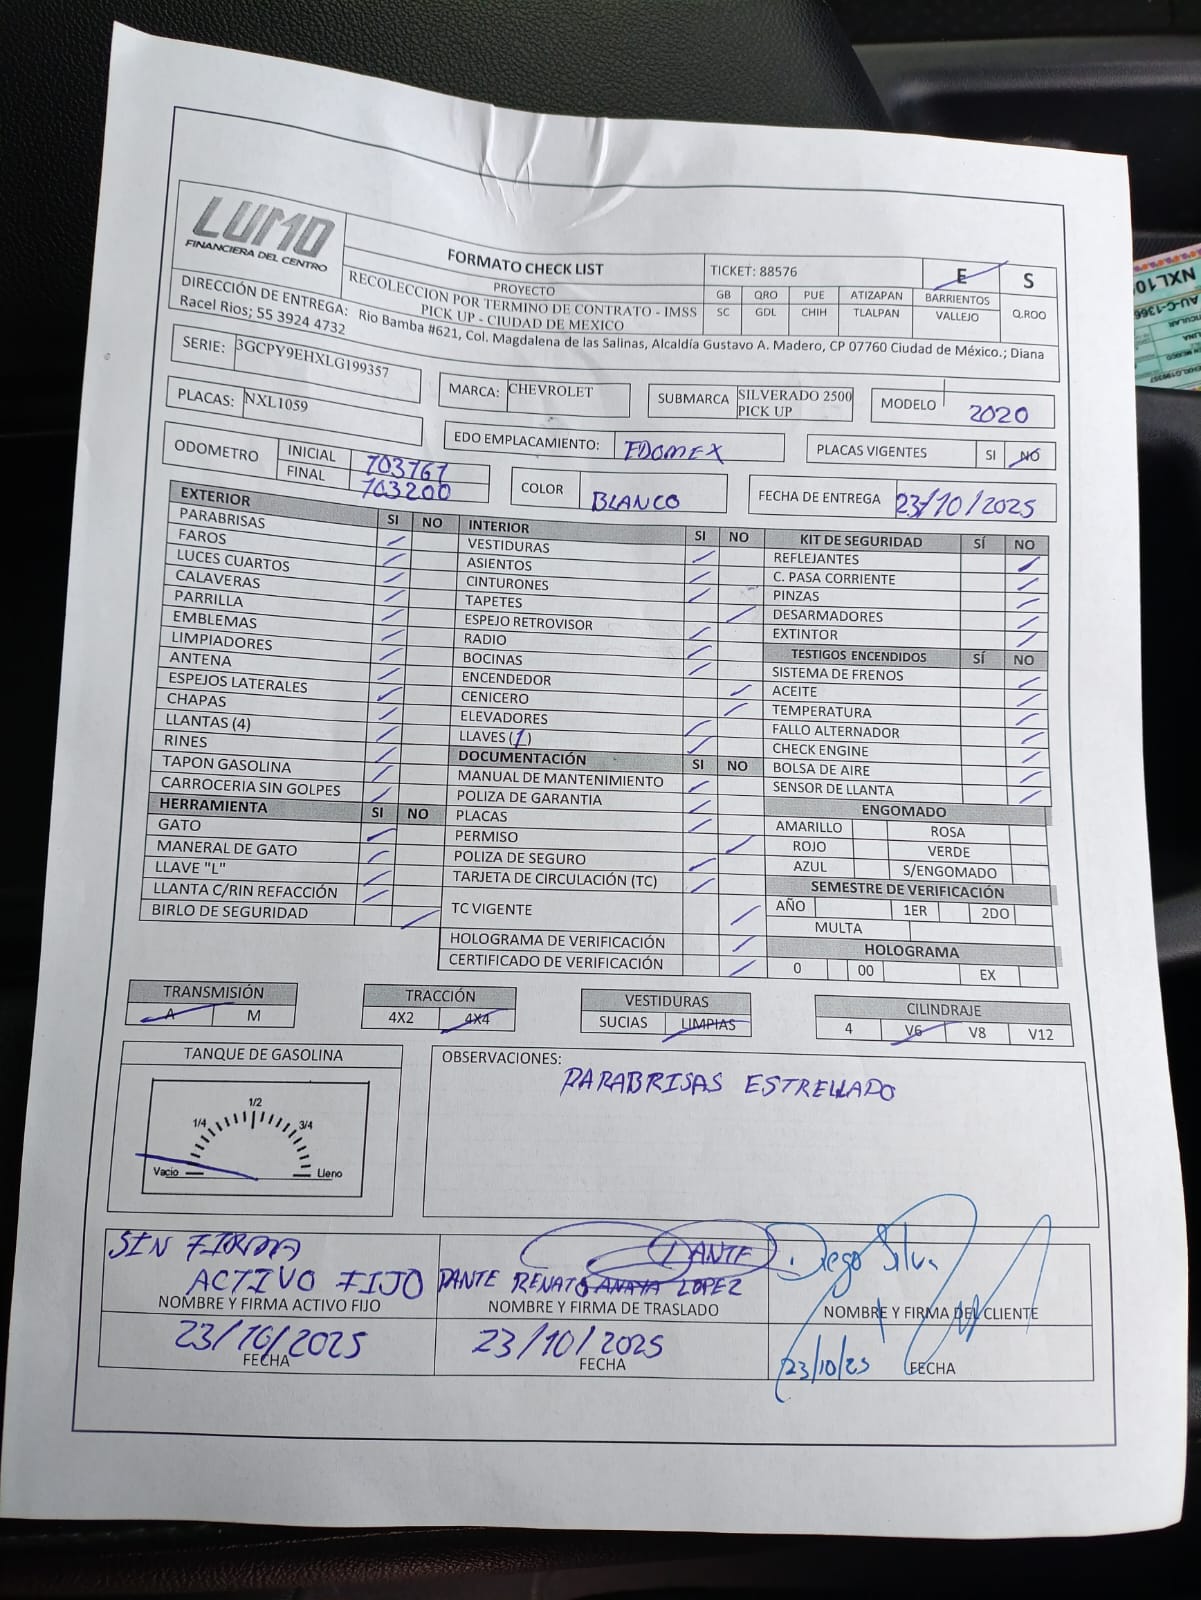 LUMO
FINANCIERA DEL CENTRO
FORMATO CHECK LIST
PROYECTO
RECOLECCION POR TERMINO DE CONTRATO - IMSS
PICK UP - CIUDAD DE MEXICO
TICKET: 88576
E S
GB QRO PUE ATIZAPAN BARRIENTOS Q.ROO
SC GDL CHIH TLALPAN VALLEJO
DIRECCIÓN DE ENTREGA: Rio Bamba #621, Col. Magdalena de las Salinas, Alcaldía Gustavo A. Madero, CP 07760 Ciudad de México.; Diana
Racel Rios; 55 3924 4732
SERIE: 3GCPY9EHXLG199357
MARCA: CHEVROLET
SUBMARCA SILVERADO 2500
PICK UP
MODELO 2020
PLACAS: NXL1059
EDO EMPLACAMIENTO: EDOMEX
PLACAS VIGENTES SI NO
ODOMETRO INICIAL 103161
FINAL 103200
COLOR BLANCO
FECHA DE ENTREGA 23/10/2025
EXTERIOR SI NO
PARABRISAS
FAROS
LUCES CUARTOS
CALAVERAS
PARRILLA
EMBLEMAS
LIMPIADORES
ANTENA
ESPEJOS LATERALES
CHAPAS
LLANTAS (4)
RINES
TAPON GASOLINA
CARROCERIA SIN GOLPES
HERRAMIENTA SI NO
GATO
MANERAL DE GATO
LLAVE "L"
LLANTA C/RIN REFACCIÓN
BIRLO DE SEGURIDAD
INTERIOR SI NO
VESTIDURAS
ASIENTOS
CINTURONES
TAPETES
ESPEJO RETROVISOR
RADIO
BOCINAS
ENCENDEDOR
CENICERO
ELEVADORES
LLAVES (1)
DOCUMENTACIÓN SI NO
MANUAL DE MANTENIMIENTO
POLIZA DE GARANTIA
PLACAS
PERMISO
POLIZA DE SEGURO
TARJETA DE CIRCULACIÓN (TC)
TC VIGENTE
HOLOGRAMA DE VERIFICACIÓN
CERTIFICADO DE VERIFICACIÓN
KIT DE SEGURIDAD SÍ NO
REFLEJANTES
C. PASA CORRIENTE
PINZAS
DESARMADORES
EXTINTOR
TESTIGOS ENCENDIDOS SÍ NO
SISTEMA DE FRENOS
ACEITE
TEMPERATURA
FALLO ALTERNADOR
CHECK ENGINE
BOLSA DE AIRE
SENSOR DE LLANTA
ENGOMADO
AMARILLO ROSA
ROJO VERDE
AZUL S/ENGOMADO
SEMESTRE DE VERIFICACIÓN
AÑO 1ER 2DO
MULTA
HOLOGRAMA
0 00 EX
TRANSMISIÓN
A M
TRACCIÓN
4X2 4X4
VESTIDURAS
SUCIAS LIMPIAS
CILINDRAJE
4 V6 V8 V12
TANQUE DE GASOLINA
1/4 1/2 3/4
Vacio Lleno
OBSERVACIONES:
PARABRISAS ESTRELLADO
SIN FIRMA
ACTIVO FIJO
NOMBRE Y FIRMA ACTIVO FIJO
23/10/2025
FECHA
DANTE
DANTE RENATO ANAYA LOPEZ
NOMBRE Y FIRMA DE TRASLADO
23/10/2025
FECHA
Diego Silva
NOMBRE Y FIRMA DEL CLIENTE
23/10/25
FECHA